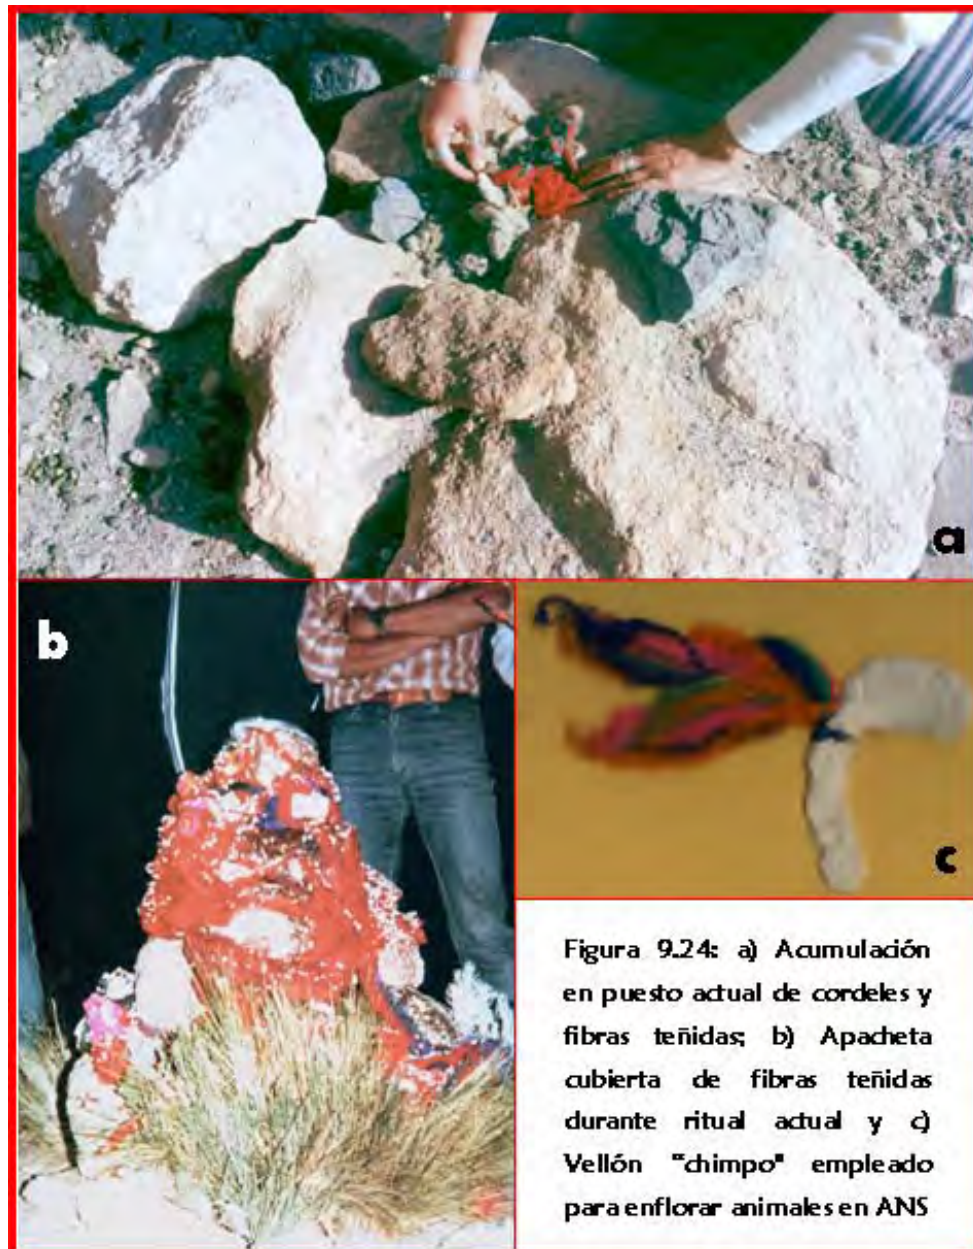 a
b
c
Figura 9.24: a) Acumulación
en puesto actual de cordeles y
fibras teñidas; b) Apacheta
cubierta de fibras teñidas
durante ritual actual y c)
Vellón "chimpo" empleado
para enflorar animales en ANS